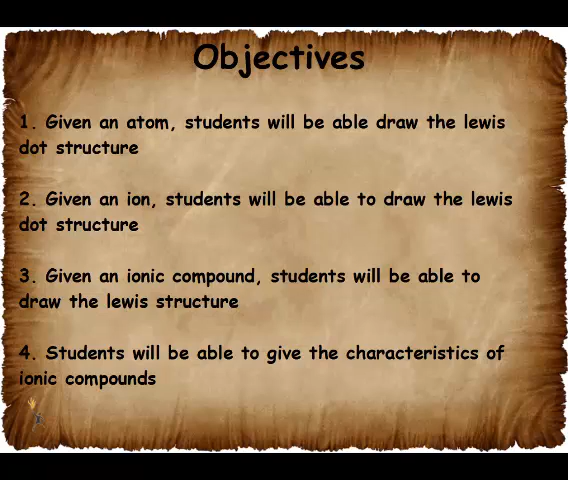 Objectives
1. Given an atom, students will be able draw the lewis
dot structure
2. Given an ion, students will be able to draw the lewis
dot structure
3. Given an ionic compound, students will be able to
draw the lewis structure
4. Students will be able to give the characteristics of
ionic compounds